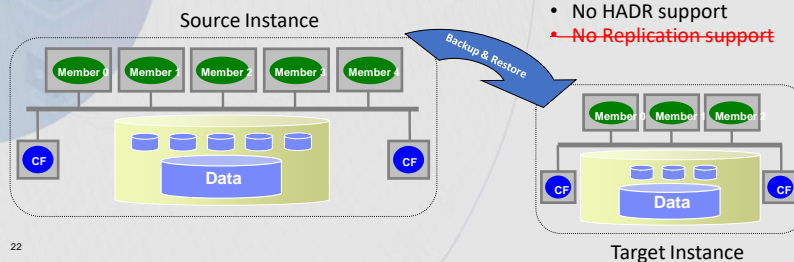 Source Instance
• No HADR support
• No Replication support
Backup & Restore
Member 0 Member 1 Member 2 Member 3 Member 4
Member 0 Member 1 Member 2
CF CF
Data
CF CF
Data
22
Target Instance